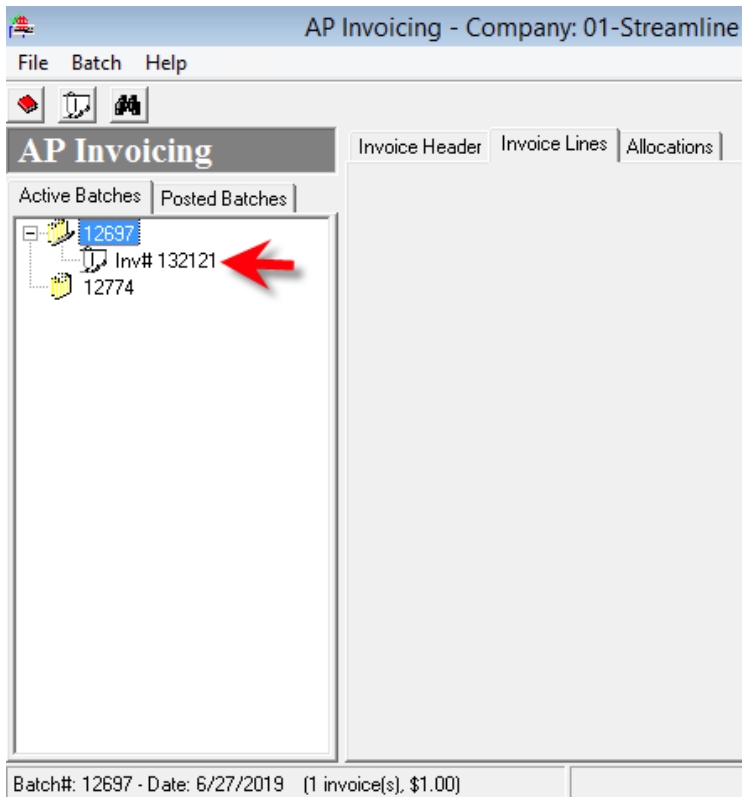 AP Invoicing - Company: 01-Streamline
File Batch Help
AP Invoicing
Active Batches Posted Batches
12697
Inv# 132121
12774
Invoice Header Invoice Lines Allocations
Batch#: 12697 - Date: 6/27/2019 (1 invoice(s), $1.00)